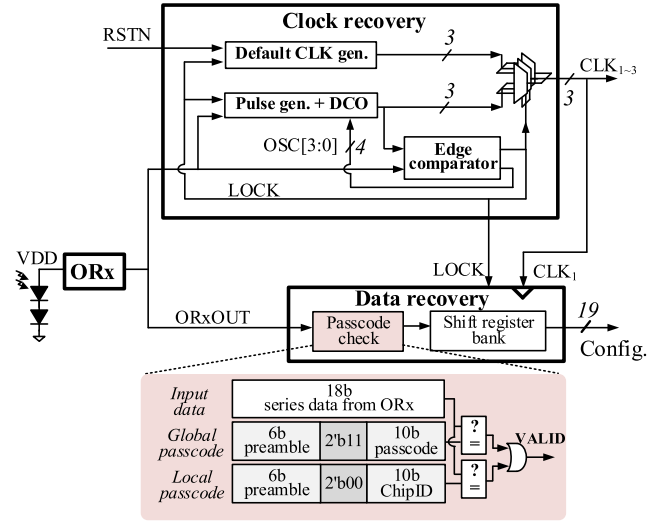 Clock recovery
RSTN
Default CLK gen.
3
CLK1~3
3
Pulse gen. + DCO
3
OSC[3:0]
4
Edge
comparator
LOCK
VDD
ORx
LOCK
CLK1
Data recovery
ORxOUT
Passcode
check
Shift register
bank
19
Config.
Input
data
18b
series data from ORx
Global
passcode
6b
preamble
2'b11
10b
passcode
Local
passcode
6b
preamble
2'b00
10b
ChipID
?
=
?
=
VALID